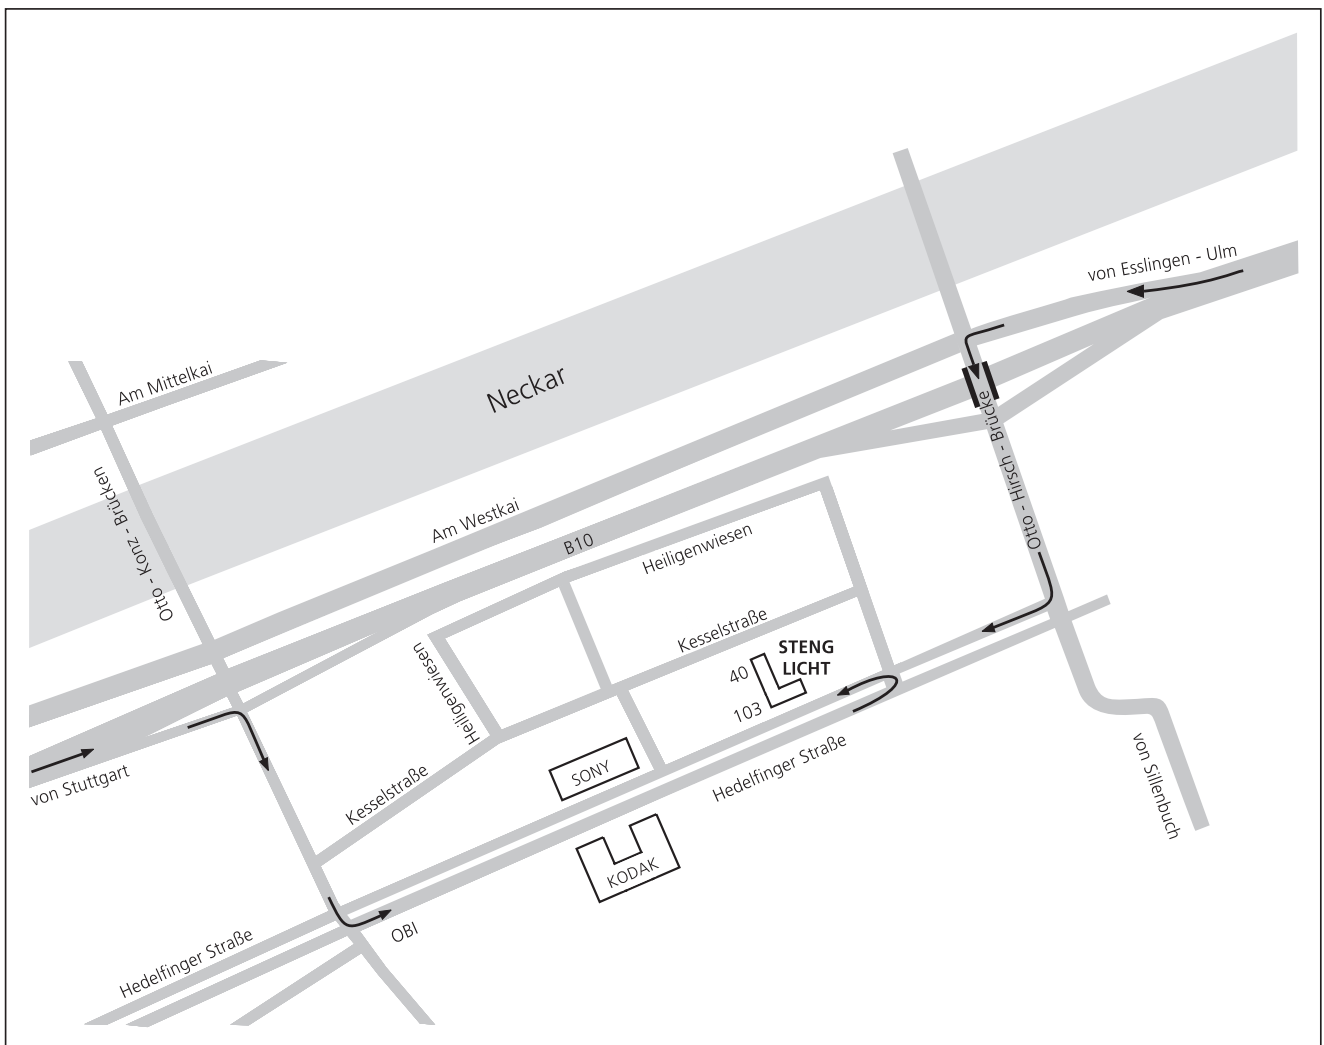 von Esslingen - Ulm
Am Mittelkai
Neckar
Otto - Konz - Brücken
Otto - Hirsch - Brücke
Am Westkai
B10
Heiligenwiesen
Kesselstraße
STENG
LICHT
40
103
Heiligenwiesen
von Stuttgart
SONY
Hedelfinger Straße
von Sillenbuch
Kesselstraße
KODAK
OBI
Hedelfinger Straße